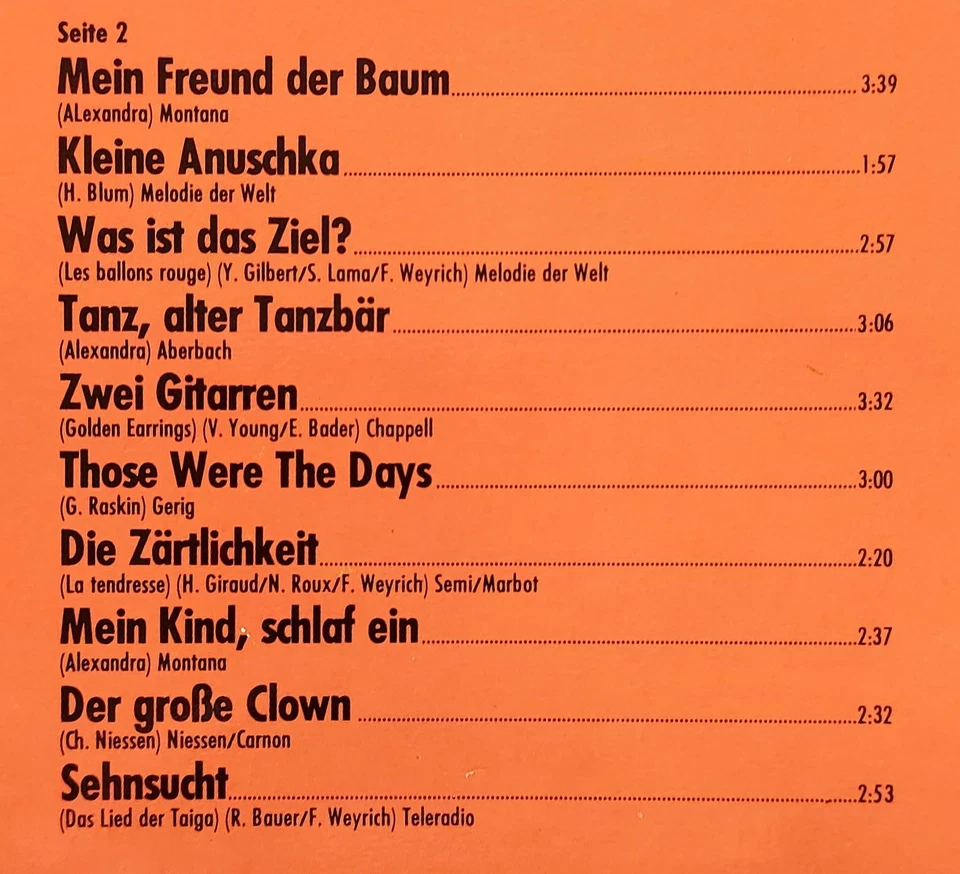 Seite 2
Mein Freund der Baum 3:39
(ALexandra) Montana
Kleine Anuschka 1:57
(H. Blum) Melodie der Welt
Was ist das Ziel? 2:57
(Les ballons rouge) (Y. Gilbert/S. Lama/F. Weyrich) Melodie der Welt
Tanz, alter Tanzbär 3:06
(Alexandra) Aberbach
Zwei Gitarren 3:32
(Golden Earrings) (V. Young/E. Bader) Chappell
Those Were The Days 3:00
(G. Raskin) Gerig
Die Zärtlichkeit 2:20
(La tendresse) (H. Giraud/N. Roux/F. Weyrich) Semi/Marbot
Mein Kind, schlaf ein 2:37
(Alexandra) Montana
Der große Clown 2:32
(Ch. Niessen) Niessen/Carnon
Sehnsucht 2:53
(Das Lied der Taiga) (R. Bauer/F. Weyrich) Teleradio